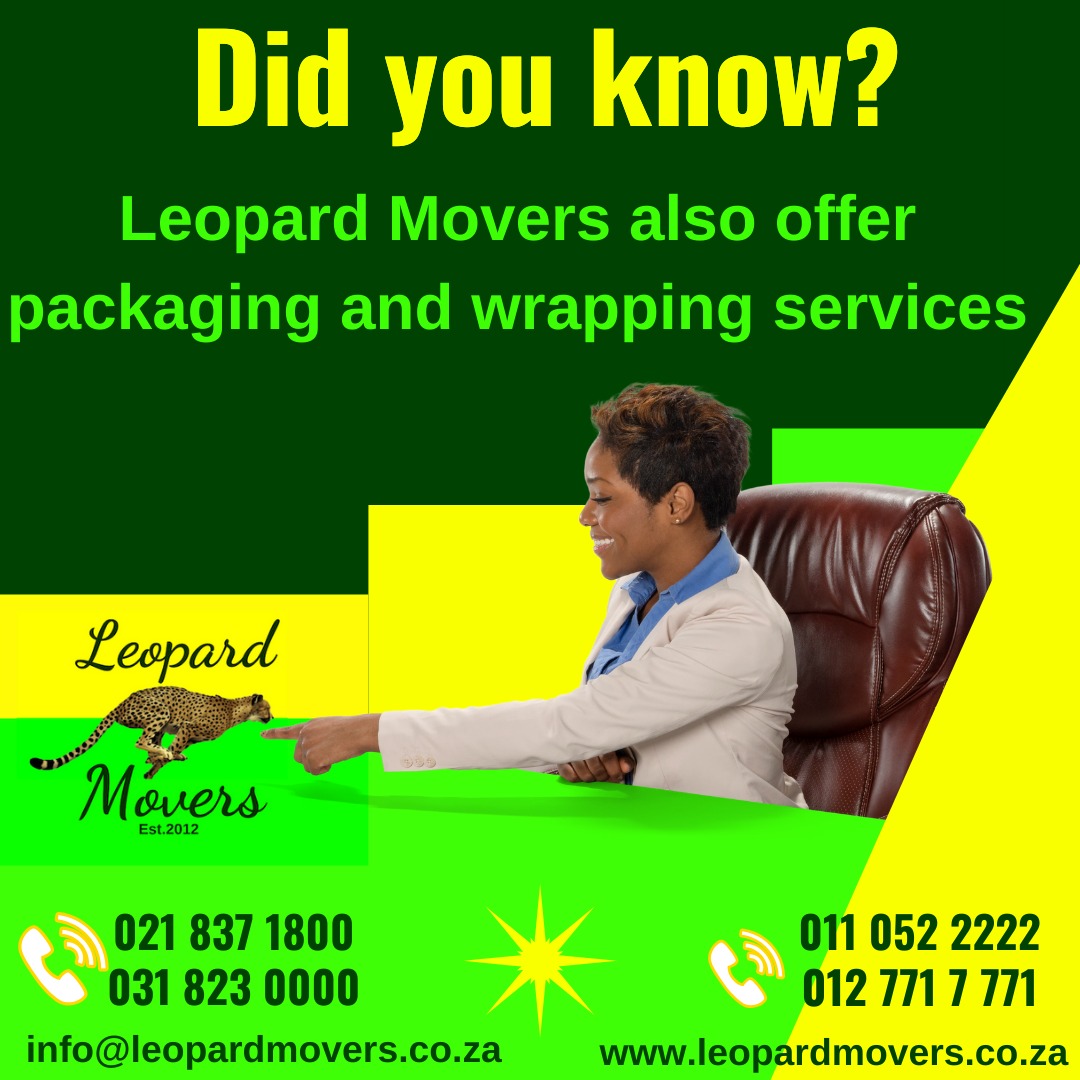 Did you know?
Leopard Movers also offer
packaging and wrapping services
Leopard
Movers
Est.2012
021 837 1800
031 823 0000
011 052 2222
012 771 7 771
info@leopardmovers.co.za
www.leopardmovers.co.za